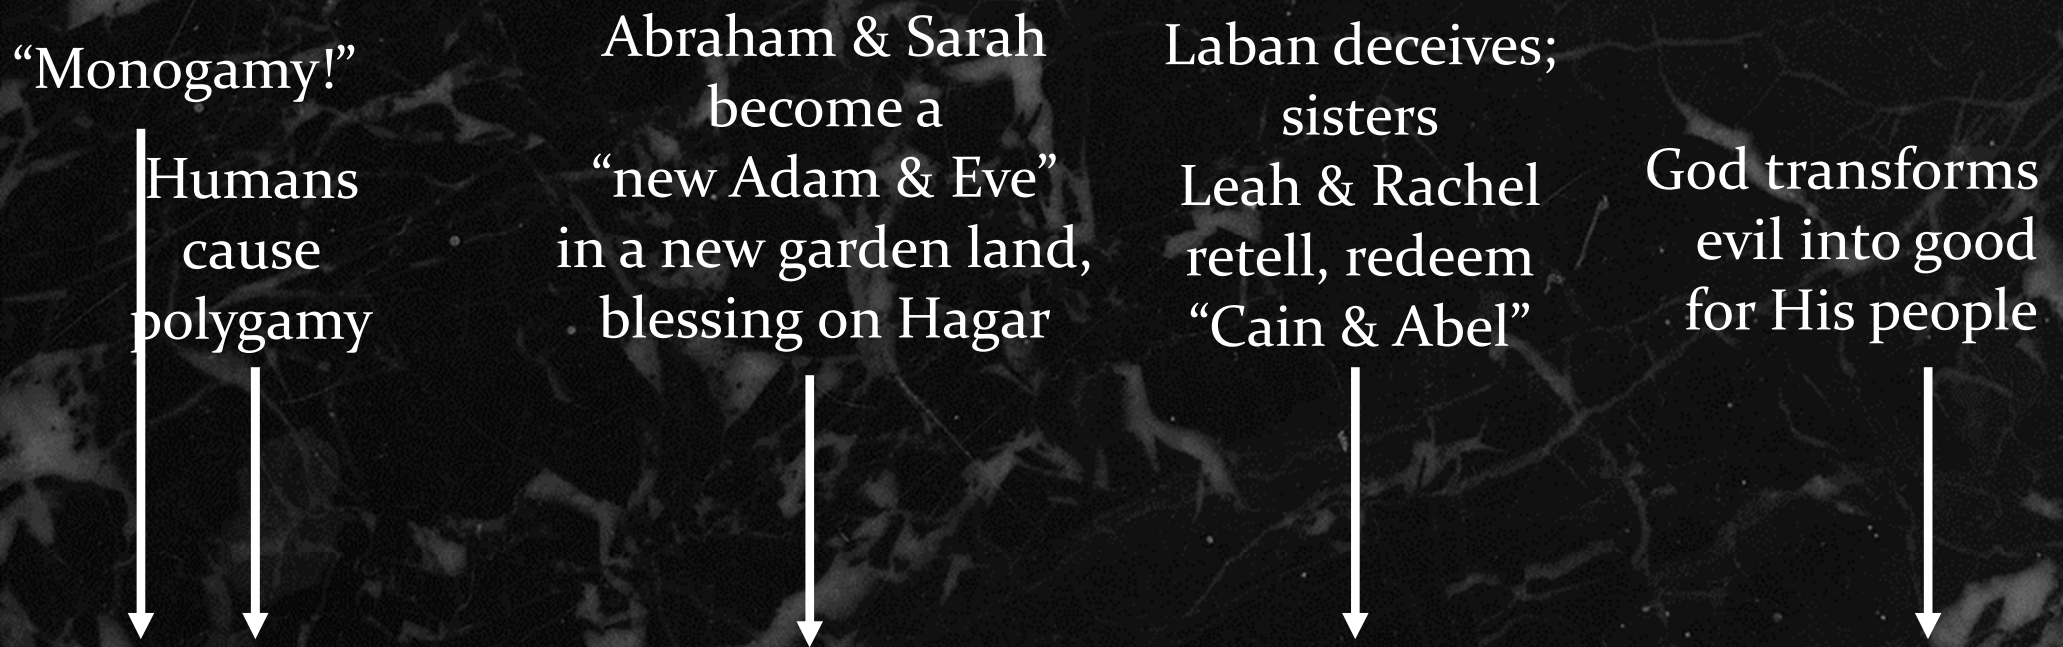 “Monogamy!”
Humans
cause
polygamy
Abraham & Sarah
become a
“new Adam & Eve”
in a new garden land,
blessing on Hagar
Laban deceives;
sisters
Leah & Rachel
retell, redeem
“Cain & Abel”
God transforms
evil into good
for His people